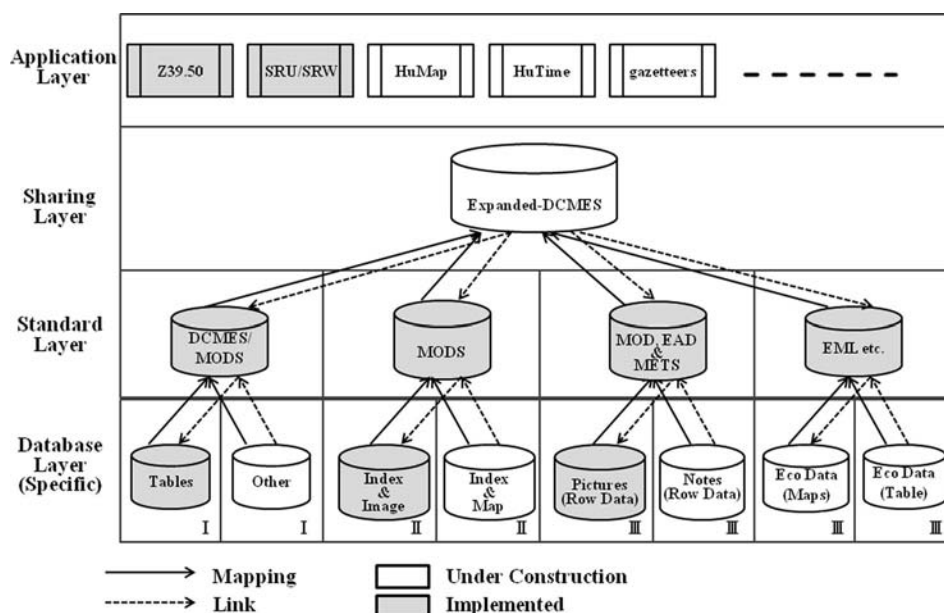 Application
Layer
Z39.50
SRU/SRW
HuMap
HuTime
gazetteers
Sharing
Layer
Expanded-DCMES
Standard
Layer
DCMES/
MODS
MODS
MOD, EAD
&
METS
EML etc.
Database
Layer
(Specific)
Tables
Other
Index
&
Image
Index
&
Map
Pictures
(Row Data)
Notes
(Row Data)
Eco Data
(Maps)
Eco Data
(Table)
Ⅰ
Ⅰ
Ⅱ
Ⅱ
Ⅲ
Ⅲ
Ⅲ
Ⅲ
Mapping
Under Construction
Link
Implemented